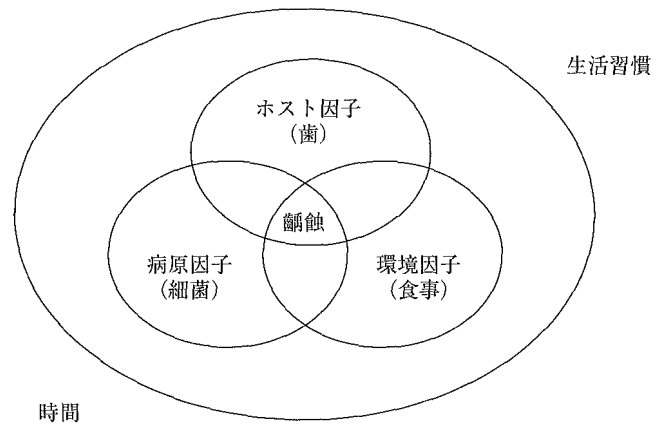 生活習慣
ホスト因子
(歯)
齲蝕
病原因子
(細菌)
環境因子
(食事)
時間